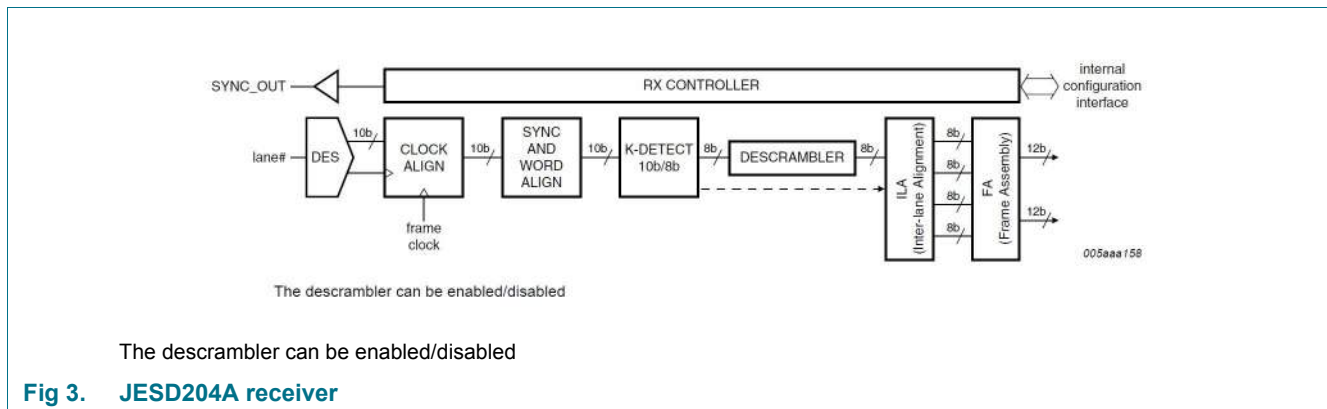 SYNC_OUT
RX CONTROLLER
internal
configuration
interface
lane#
DES
10b
CLOCK
ALIGN
frame
clock
10b
SYNC
AND
WORD
ALIGN
10b
K-DETECT
10b/8b
8b
DESCRAMBLER
8b
ILA
(Inter-lane Alignment)
8b
8b
8b
8b
FA
(Frame Assembly)
12b
12b
005aaa158
The descrambler can be enabled/disabled
The descrambler can be enabled/disabled
Fig 3. JESD204A receiver